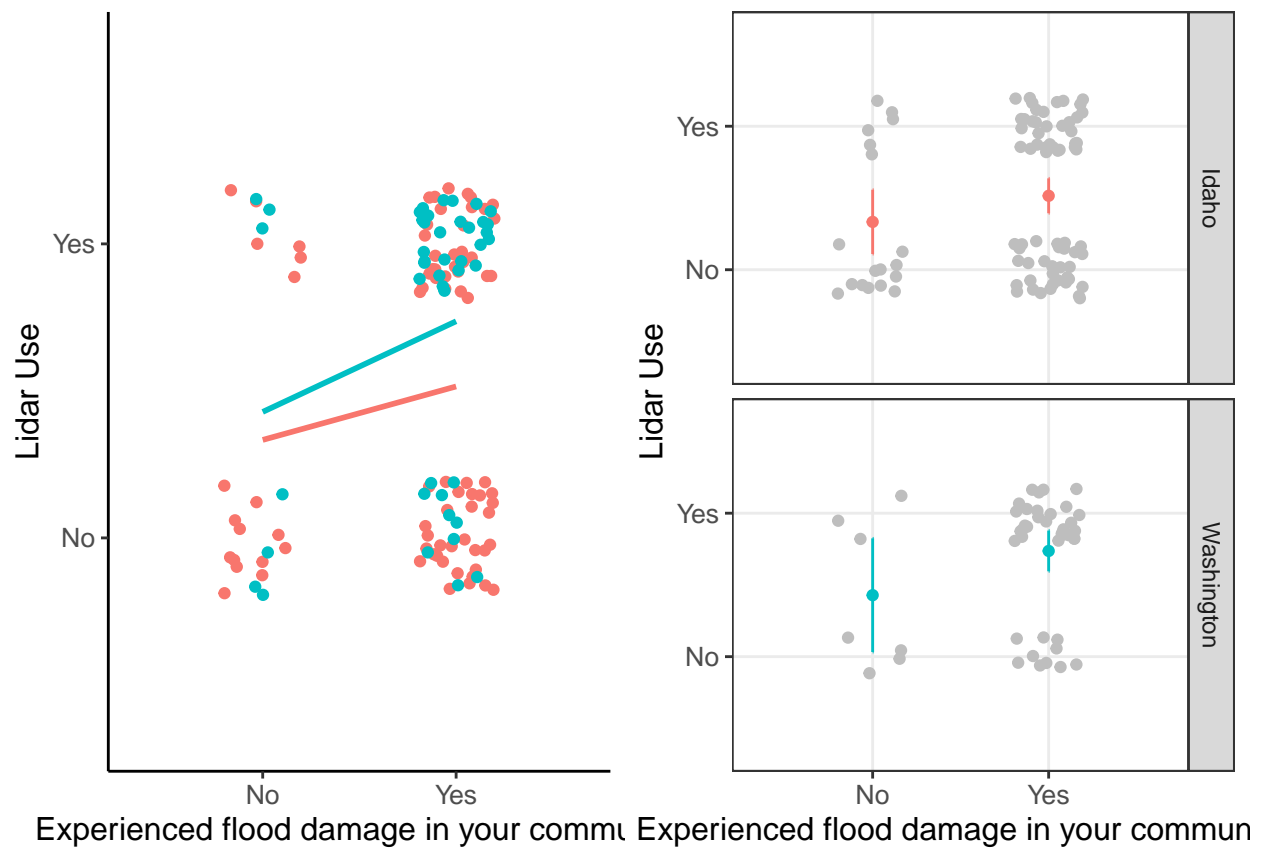 Lidar Use
Yes
No
No
Yes
Experienced flood damage in your commu
Lidar Use
Yes
No
Idaho
Yes
No
Washington
No
Yes
Experienced flood damage in your commun